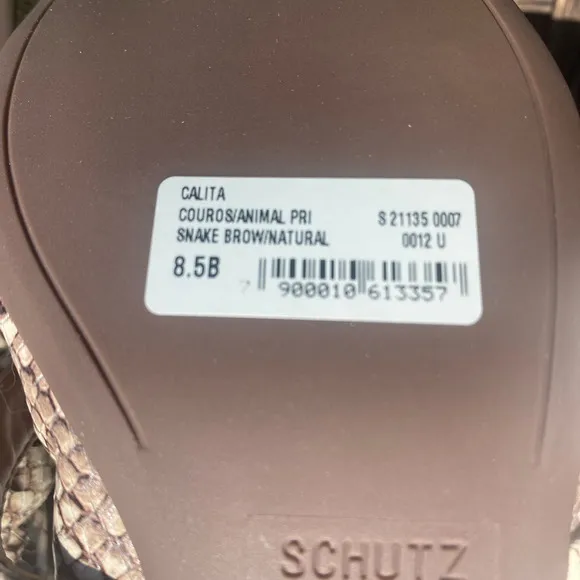 CALITA
COUROS/ANIMAL PRI S 21135 0007
SNAKE BROW/NATURAL 0012 U
8.5B
7 900010 613357
SCHUTZ